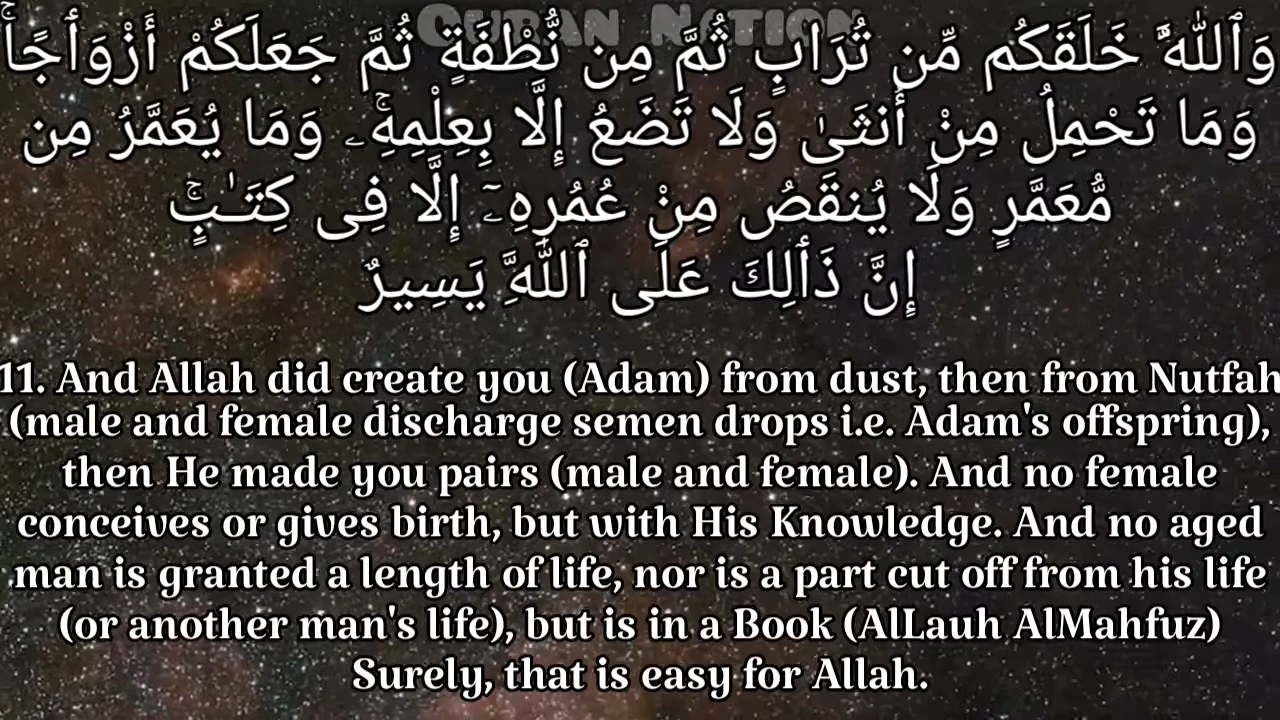 QURAN NATION
وَٱللَّهُ خَلَقَكُم مِّن تُرَابٍ ثُمَّ مِن نُّطْفَةٍ ثُمَّ جَعَلَكُمْ أَزْوَٲجًاۚ
وَمَا تَحْمِلُ مِنْ أُنثَىٰ وَلَا تَضَعُ إِلَّا بِعِلْمِهِۦۚ وَمَا يُعَمَّرُ مِن
مُّعَمَّرٍ وَلَا يُنقَصُ مِنْ عُمُرِهِۦۤ إِلَّا فِى كِتَـٰبٍۚ
إِنَّ ذَٲلِكَ عَلَى ٱللَّهِ يَسِيرٌ
11. And Allah did create you (Adam) from dust, then from Nutfah
(male and female discharge semen drops i.e. Adam's offspring),
then He made you pairs (male and female). And no female
conceives or gives birth, but with His Knowledge. And no aged
man is granted a length of life, nor is a part cut off from his life
(or another man's life), but is in a Book (AlLauh AlMahfuz)
Surely, that is easy for Allah.